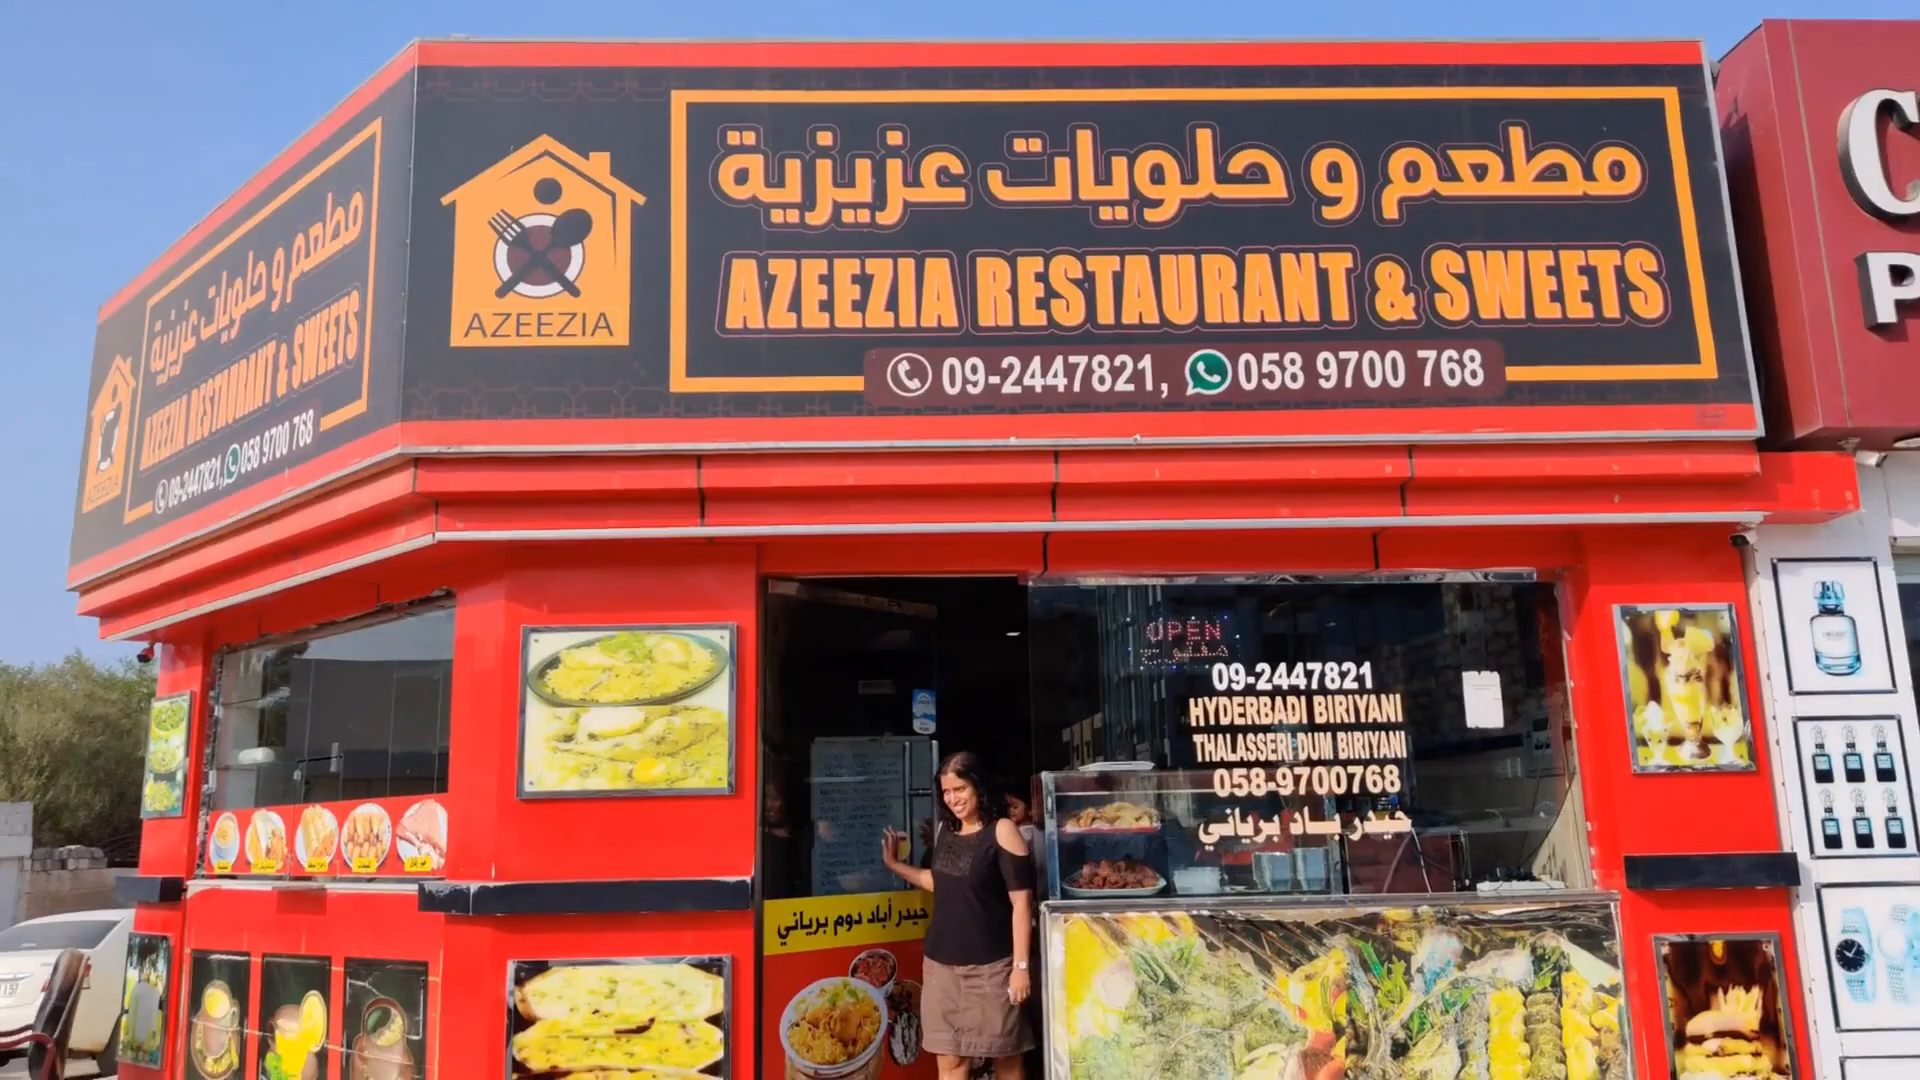 مطعم و حلويات عزيزية
AZEEZIA RESTAURANT & SWEETS
09-2447821, 058 9700 768
AZEEZIA
مطعم و حلويات عزيزية
AZEEZIA RESTAURANT & SWEETS
09-2447821, 058 9700 768
AZEEZIA
C
P
OPEN
09-2447821
HYDERBADI BIRIYANI
THALASSERI DUM BIRIYANI
058-9700768
حيدر باد برياني
حيدر أباد دوم برياني